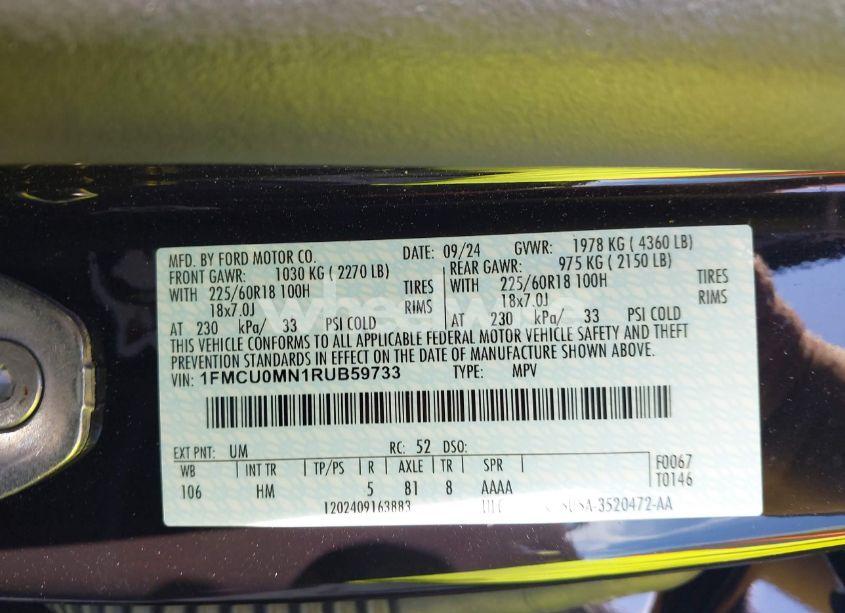 MFD. BY FORD MOTOR CO. DATE: 09/24 GVWR: 1978 KG ( 4360 LB)
FRONT GAWR: 1030 KG ( 2270 LB) REAR GAWR: 975 KG ( 2150 LB)
WITH 225/60R18 100H TIRES WITH 225/60R18 100H TIRES
18x7.0J RIMS 18x7.0J RIMS
AT 230 kPa/ 33 PSI COLD AT 230 kPa/ 33 PSI COLD
THIS VEHICLE CONFORMS TO ALL APPLICABLE FEDERAL MOTOR VEHICLE SAFETY AND THEFT
PREVENTION STANDARDS IN EFFECT ON THE DATE OF MANUFACTURE SHOWN ABOVE.
VIN: 1FMCU0MN1RUB59733 TYPE: MPV
EXT PNT: UM RC: 52 DSO:
WB INT TR TP/PS R AXLE TR SPR F0067
106 HM 5 81 8 AAAA T0146
1202409163883 3520472-AA